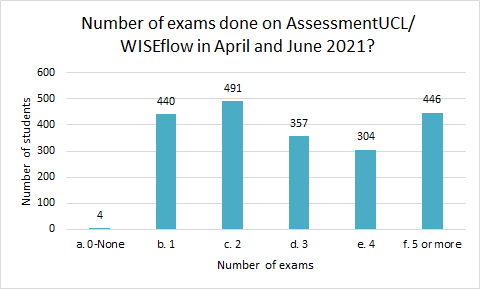 Number of exams done on AssessmentUCL/
WISEflow in April and June 2021?
600
500
400
300
200
100
0
Number of students
4
440
491
357
304
446
a. 0-None
b. 1
c. 2
d. 3
e. 4
f. 5 or more
Number of exams